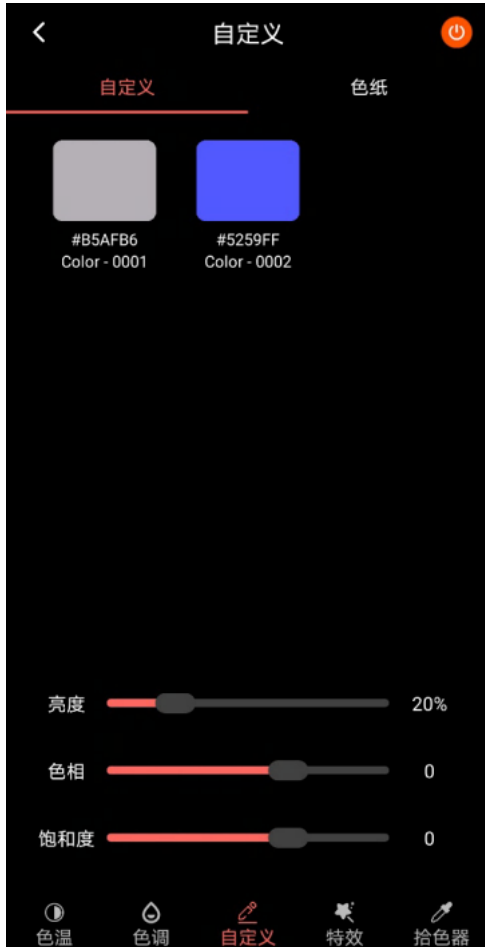 自定义
自定义 色纸
#B5AFB6 #5259FF
Color - 0001 Color - 0002
亮度 20%
色相 0
饱和度 0
色温 色调 自定义 特效 拾色器